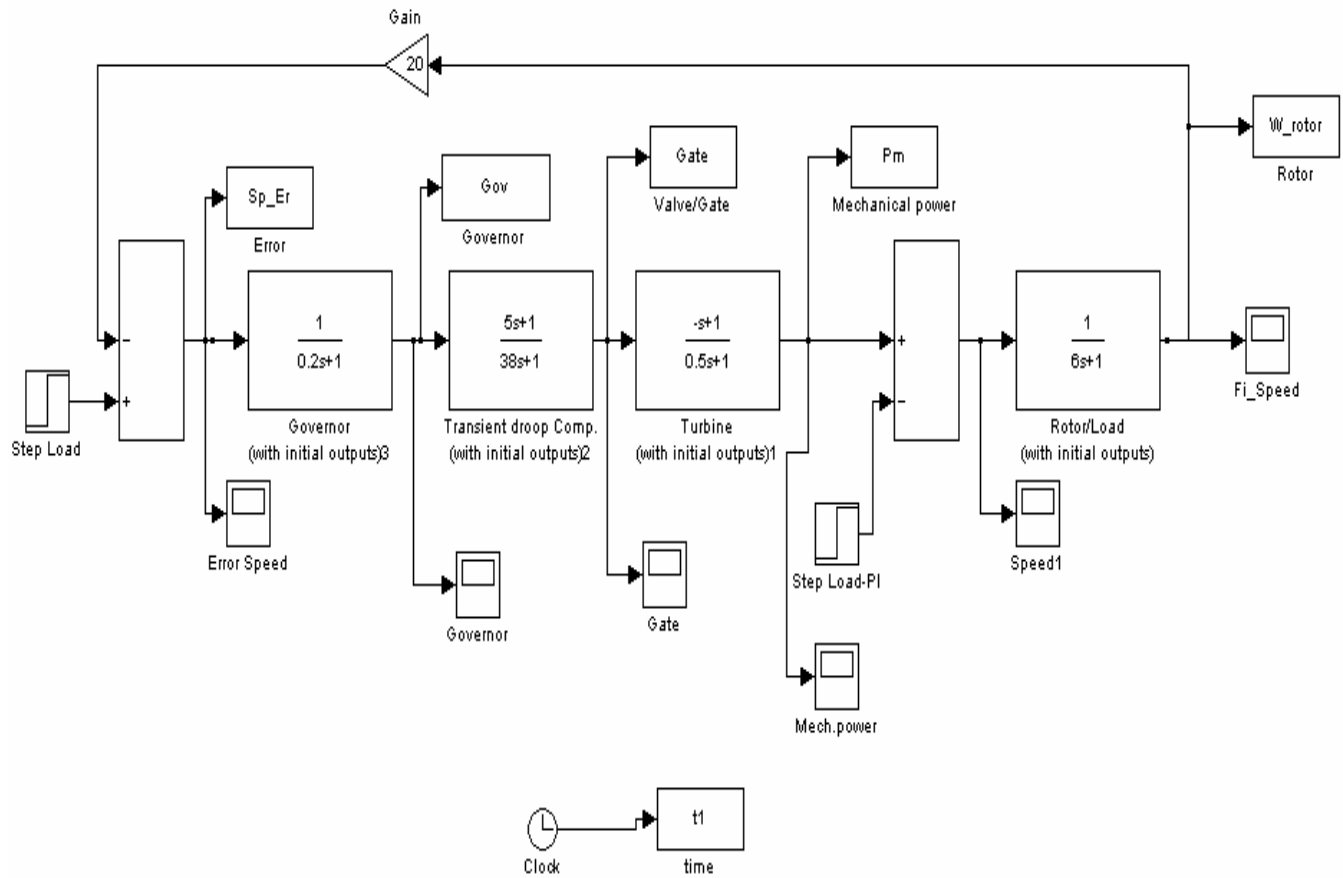 Gain
20
W_rotor
Rotor
Gate
Valve/Gate
Pm
Mechanical power
Gov
Governor
Sp_Er
Error
-
+
Step Load
1
0.2s+1
Governor
(with initial outputs)3
5s+1
38s+1
Transient droop Comp.
(with initial outputs)2
-s+1
0.5s+1
Turbine
(with initial outputs)1
+
-
1
6s+1
Rotor/Load
(with initial outputs)
Fi_Speed
Error Speed
Governor
Gate
Step Load-Pl
Speed1
Mech.power
Clock
t1
time